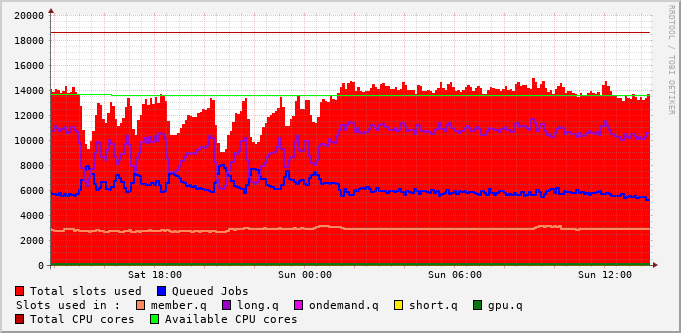 20000
18000
16000
14000
12000
10000
8000
6000
4000
2000
0
Sat 18:00 Sun 00:00 Sun 06:00 Sun 12:00
RRDTOOL / TOBI OETIKER
Total slots used Queued Jobs
Slots used in : member.q long.q ondemand.q short.q gpu.q
Total CPU cores Available CPU cores